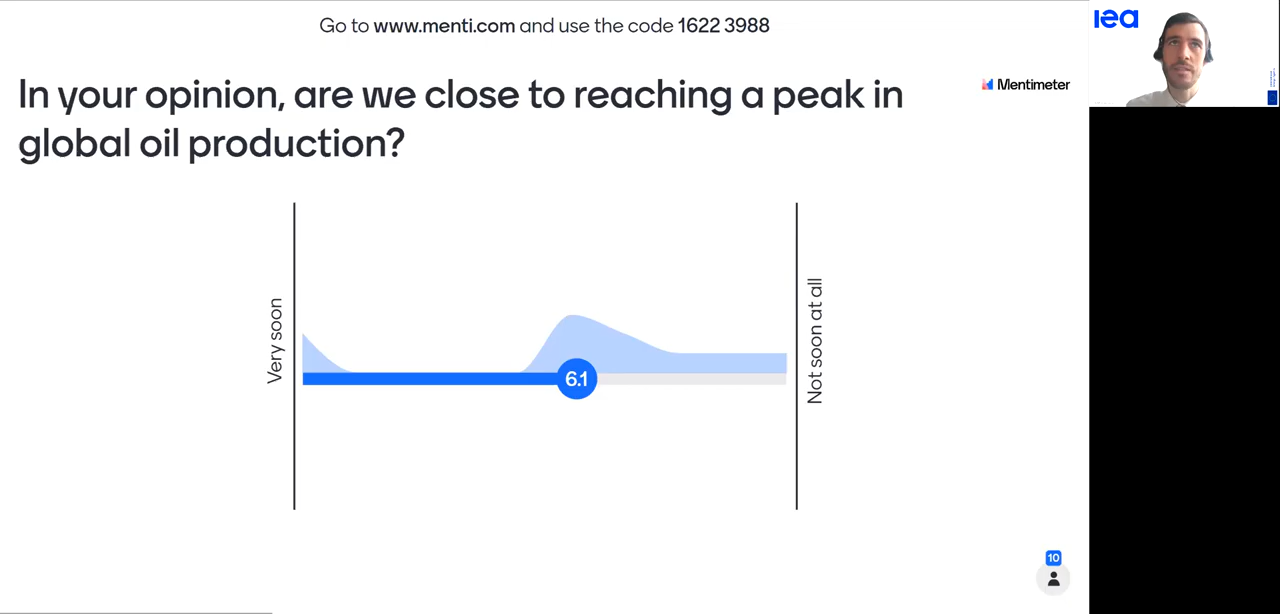 Go to www.menti.com and use the code 1622 3988
iea
In your opinion, are we close to reaching a peak in
global oil production?
Mentimeter
Very soon
6.1
Not soon at all
10